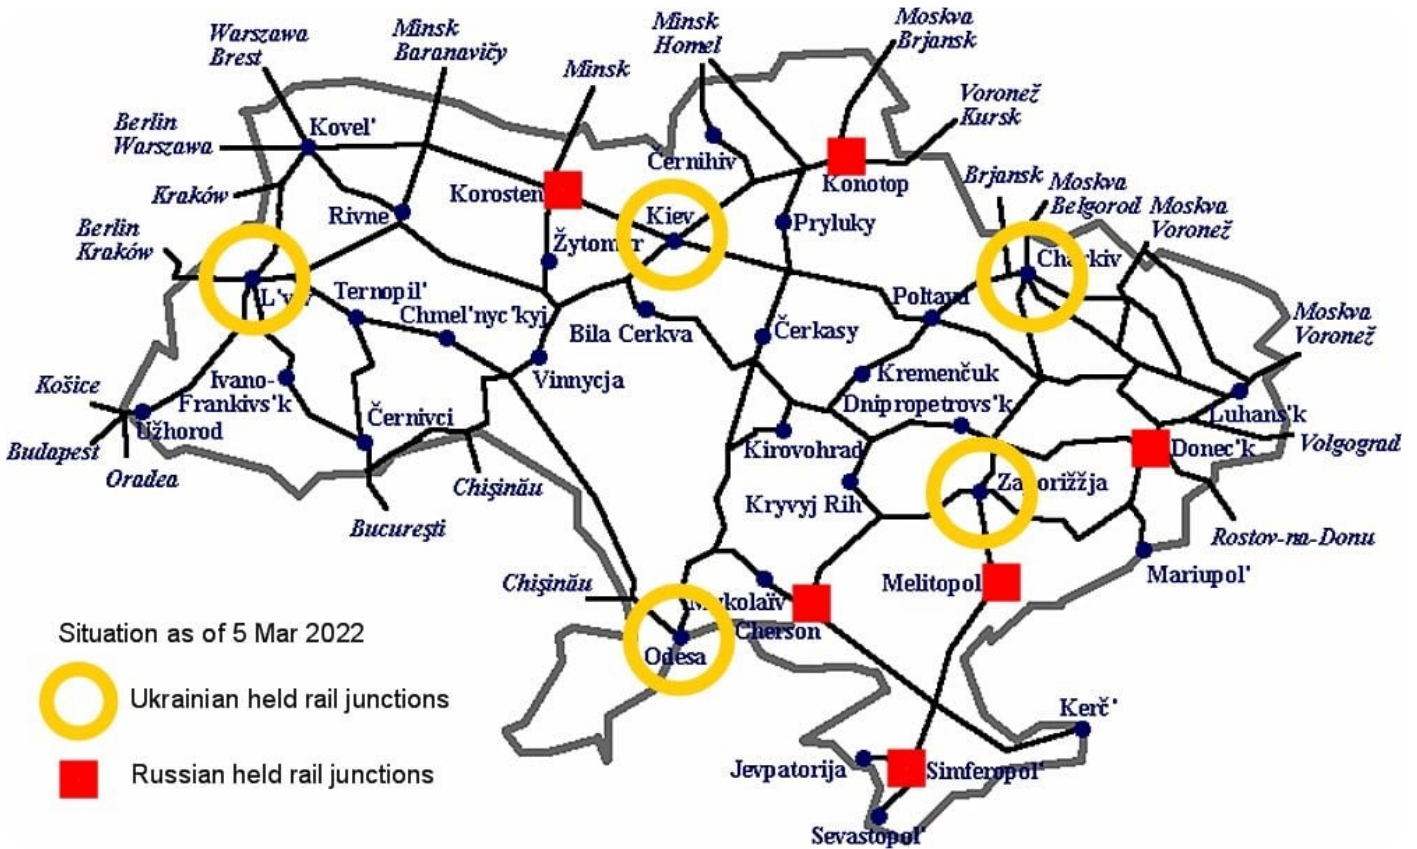 Warszawa
Brest
Minsk
Baranavičy
Minsk
Minsk
Homel
Moskva
Brjansk
Voronež
Kursk
Berlin
Warszawa
Kovel'
Černihiv
Konotop
Kraków
Korosten
Kiev
Brjansk
Moskva
Belgorod
Moskva
Voronež
Rivne
Pryluky
Berlin
Kraków
Žytomyr
Charkiv
L'viv
Ternopil'
Chmel'nyc'kyj
Bila Cerkva
Čerkasy
Poltava
Moskva
Voronež
Košice
Ivano-
Frankivs'k
Vinnycja
Kremenčuk
Dnipropetrovs'k
Luhans'k
Užhorod
Černivci
Kirovohrad
Donec'k
Volgograd
Budapest
Oradea
Chişinău
Kryvyj Rih
Zaporižžja
Bucureşti
Rostov-na-Donu
Chişinău
Melitopol'
Mariupol'
Mykolaïv
Cherson
Odesa
Situation as of 5 Mar 2022
Ukrainian held rail junctions
Russian held rail junctions
Kerč'
Jevpatorija
Simferopol'
Sevastopol'